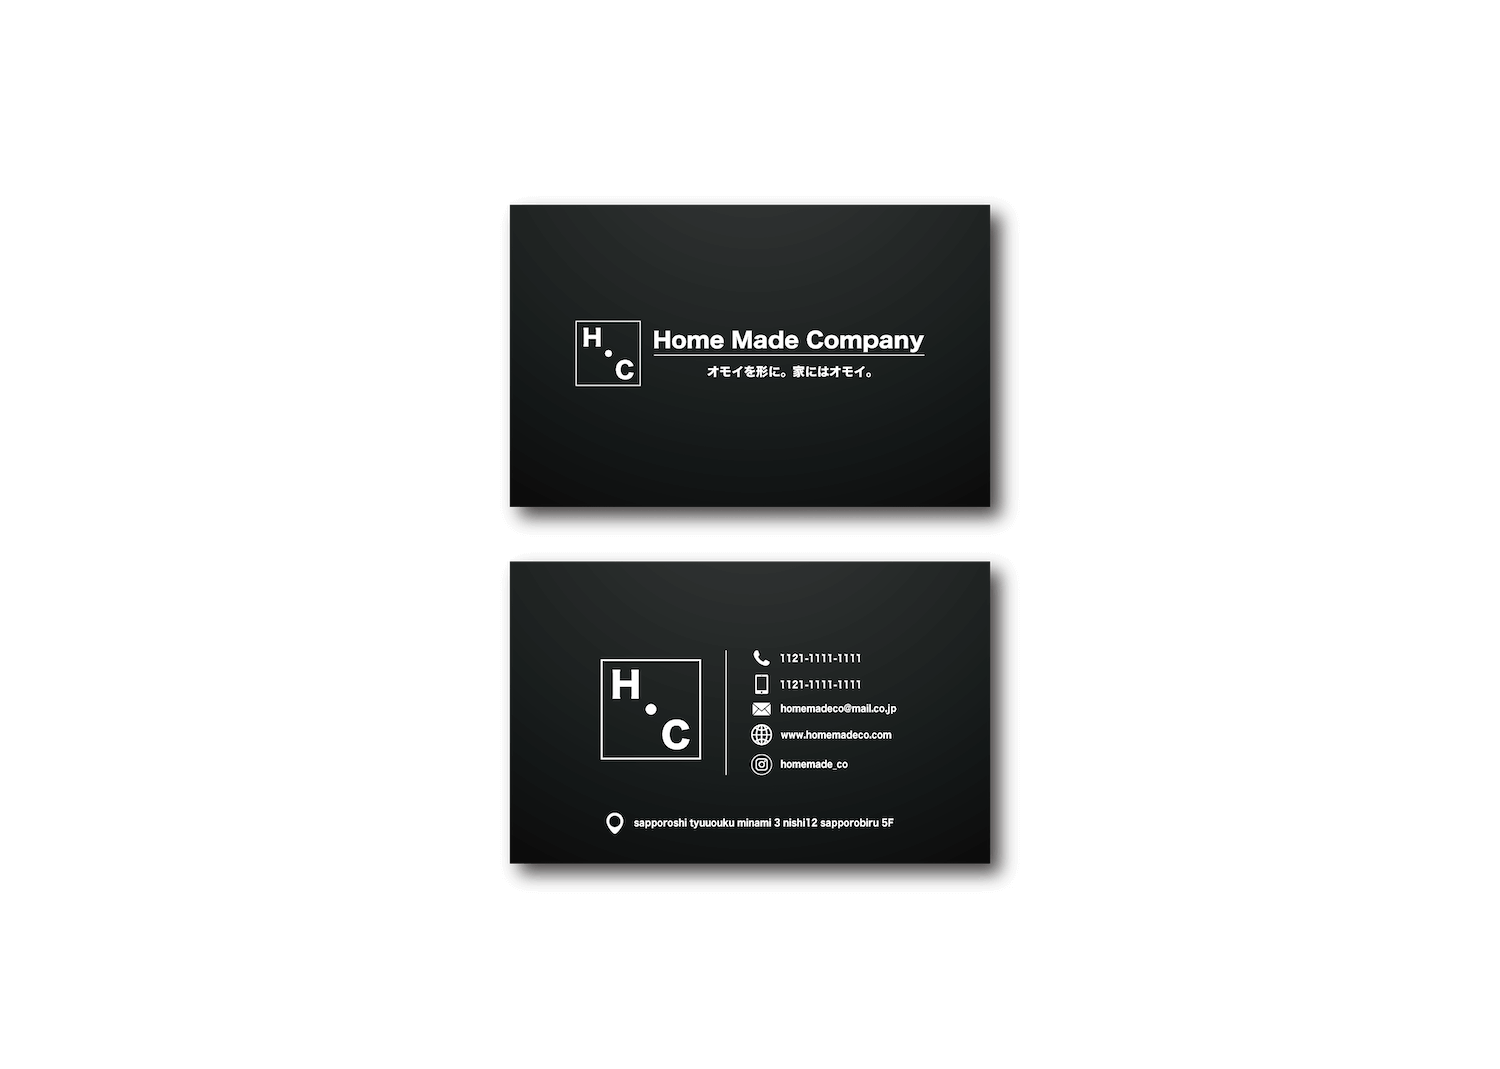 H
C
Home Made Company
オモイを形に。家にはオモイ。
H
C
1121-1111-1111
1121-1111-1111
homemadeco@mail.co.jp
www.homemadeco.com
homemade_co
sapporoshi tyuuouku minami 3 nishi12 sapporobiru 5F